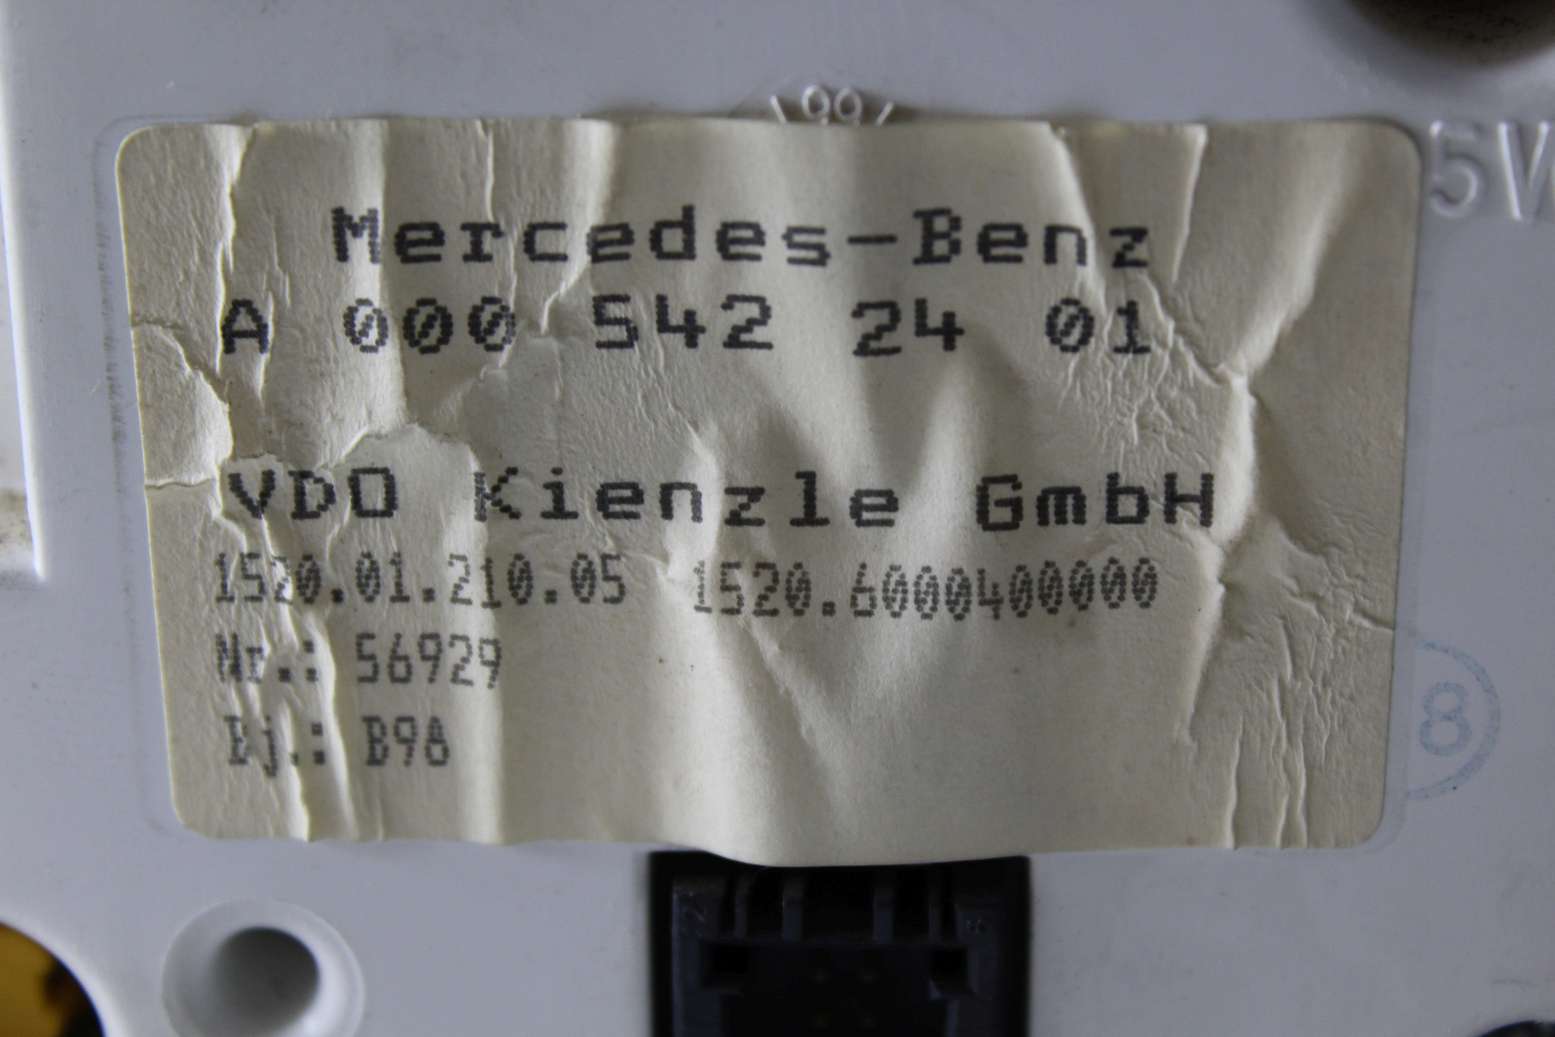 99
5V
Mercedes-Benz
A 000 542 24 01
VDO Kienzle GmbH
1520.01.210.05 1520.6000400000
Nr.: 56929
Bj.: B98
8